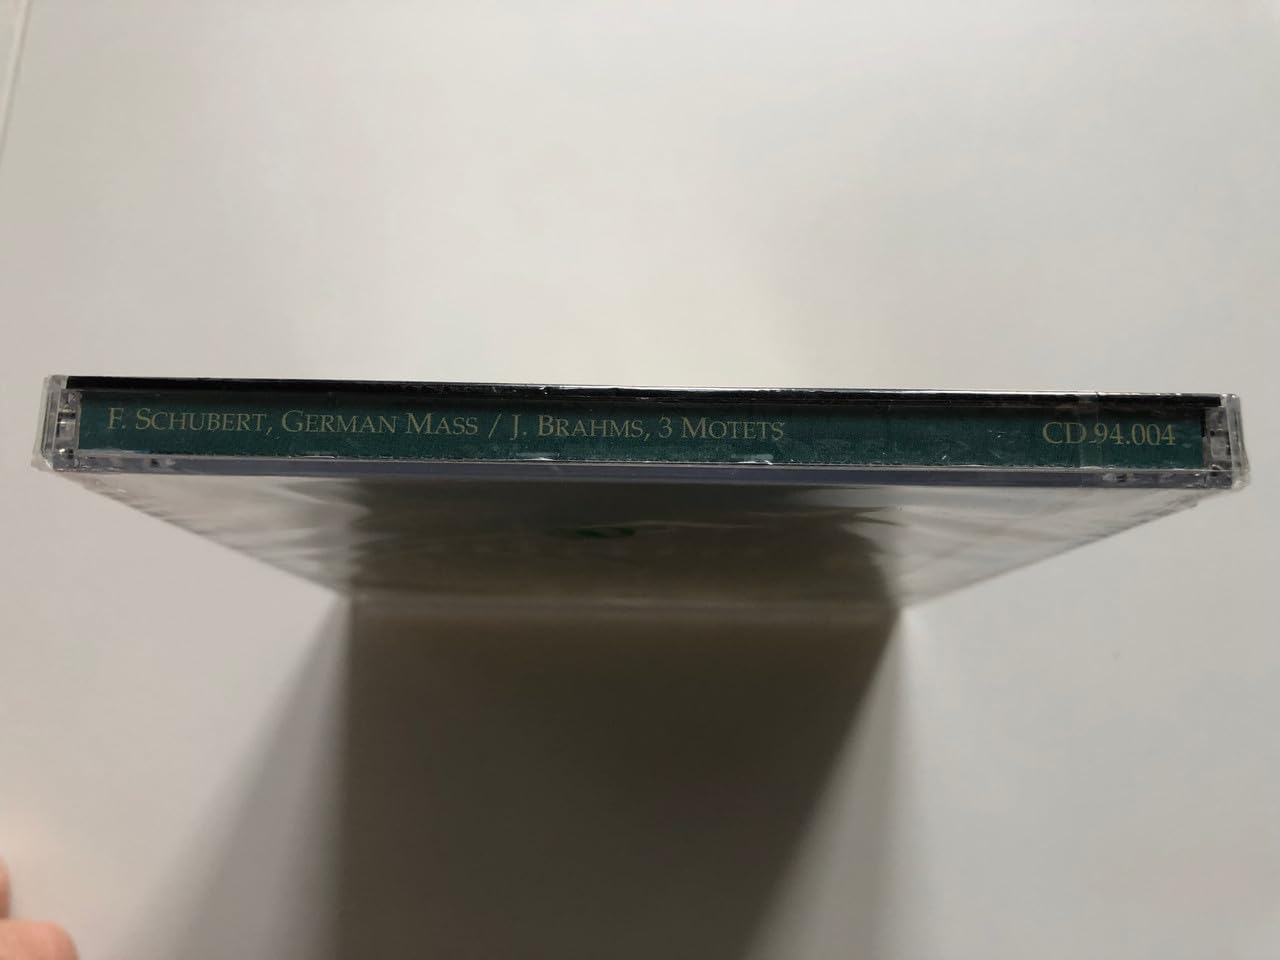 F. SCHUBERT, GERMAN MASS / J. BRAHMS, 3 MOTETS CD 94.004